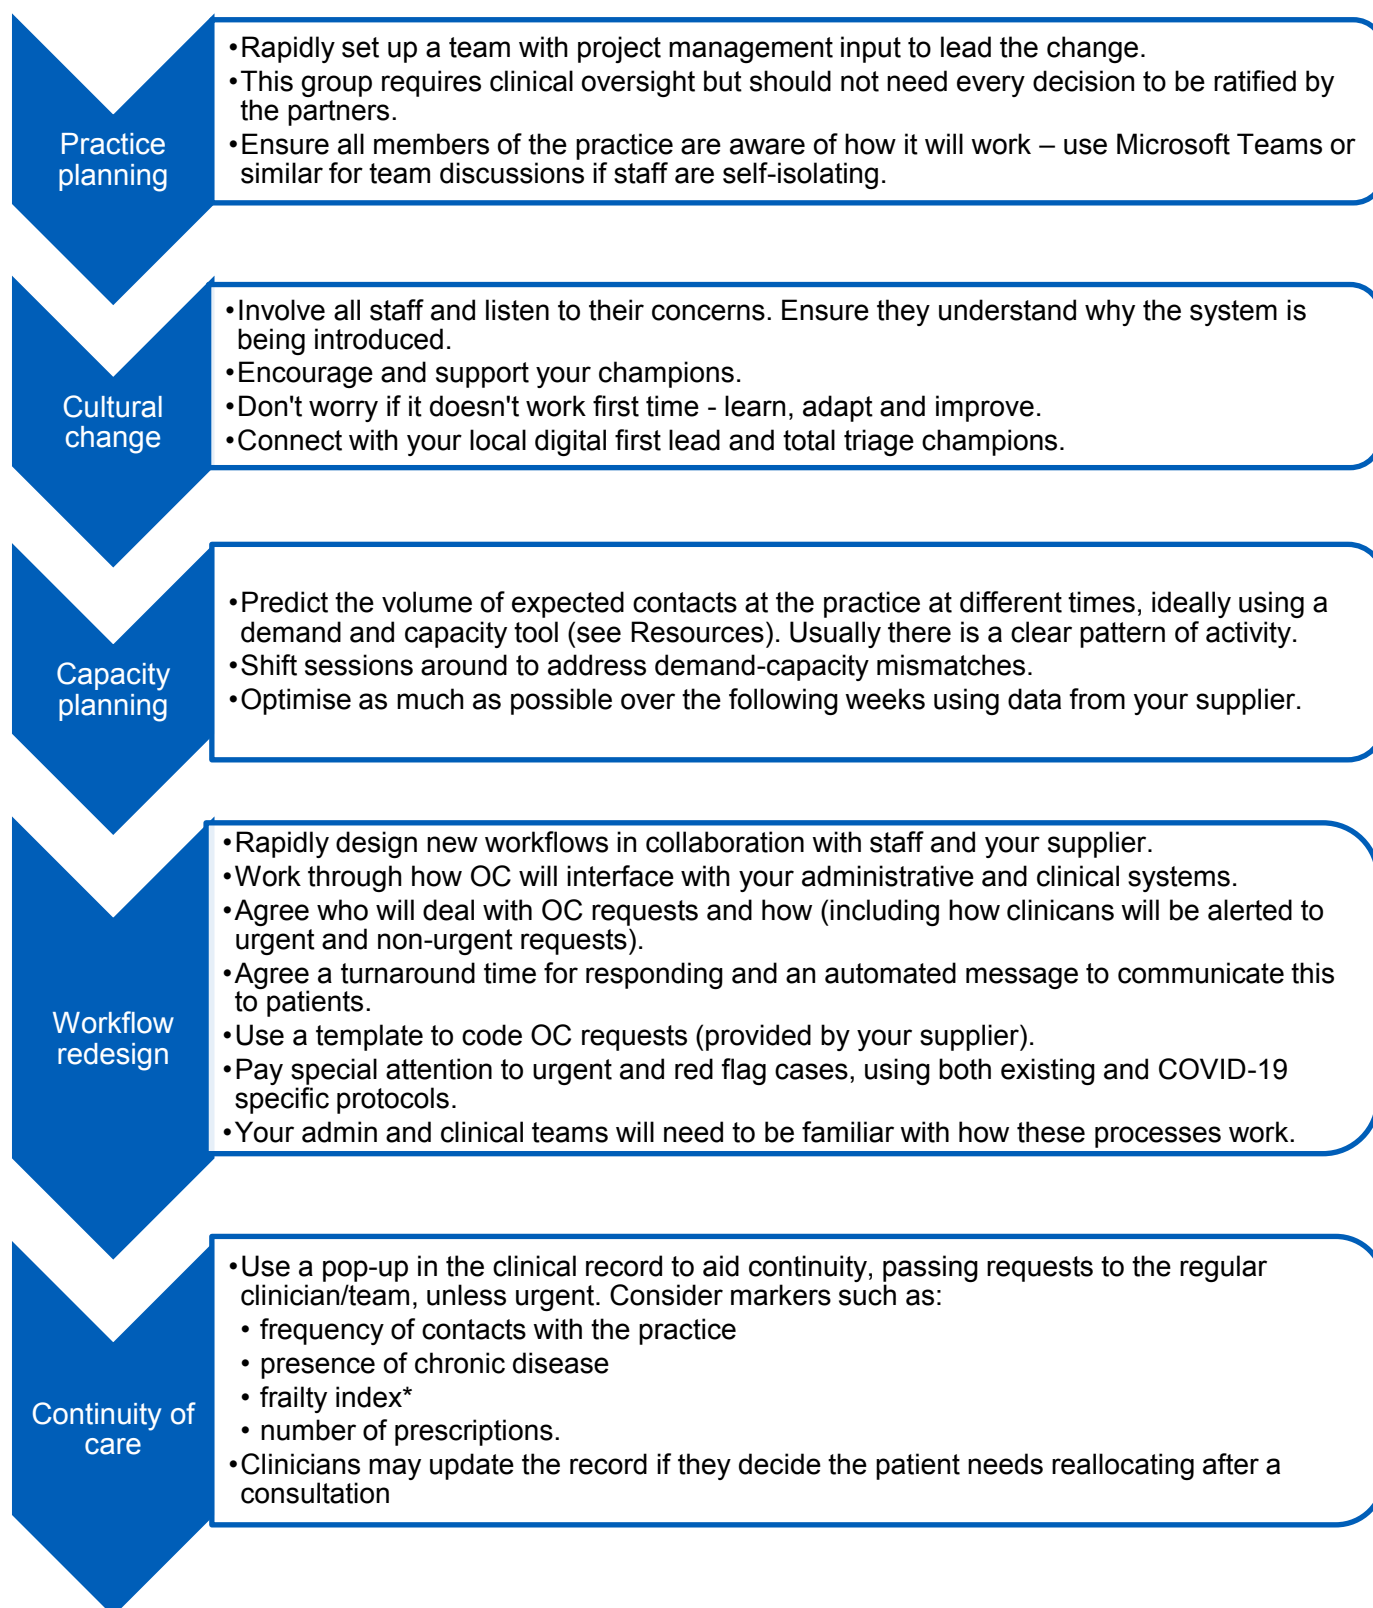 Practice
planning
•Rapidly set up a team with project management input to lead the change.
•This group requires clinical oversight but should not need every decision to be ratified by
the partners.
•Ensure all members of the practice are aware of how it will work – use Microsoft Teams or
similar for team discussions if staff are self-isolating.
Cultural
change
•Involve all staff and listen to their concerns. Ensure they understand why the system is
being introduced.
•Encourage and support your champions.
•Don't worry if it doesn't work first time - learn, adapt and improve.
•Connect with your local digital first lead and total triage champions.
Capacity
planning
•Predict the volume of expected contacts at the practice at different times, ideally using a
demand and capacity tool (see Resources). Usually there is a clear pattern of activity.
•Shift sessions around to address demand-capacity mismatches.
•Optimise as much as possible over the following weeks using data from your supplier.
Workflow
redesign
•Rapidly design new workflows in collaboration with staff and your supplier.
•Work through how OC will interface with your administrative and clinical systems.
•Agree who will deal with OC requests and how (including how clinicans will be alerted to
urgent and non-urgent requests).
•Agree a turnaround time for responding and an automated message to communicate this
to patients.
•Use a template to code OC requests (provided by your supplier).
•Pay special attention to urgent and red flag cases, using both existing and COVID-19
specific protocols.
•Your admin and clinical teams will need to be familiar with how these processes work.
Continuity of
care
•Use a pop-up in the clinical record to aid continuity, passing requests to the regular
clinician/team, unless urgent. Consider markers such as:
• frequency of contacts with the practice
• presence of chronic disease
• frailty index*
• number of prescriptions.
•Clinicians may update the record if they decide the patient needs reallocating after a
consultation